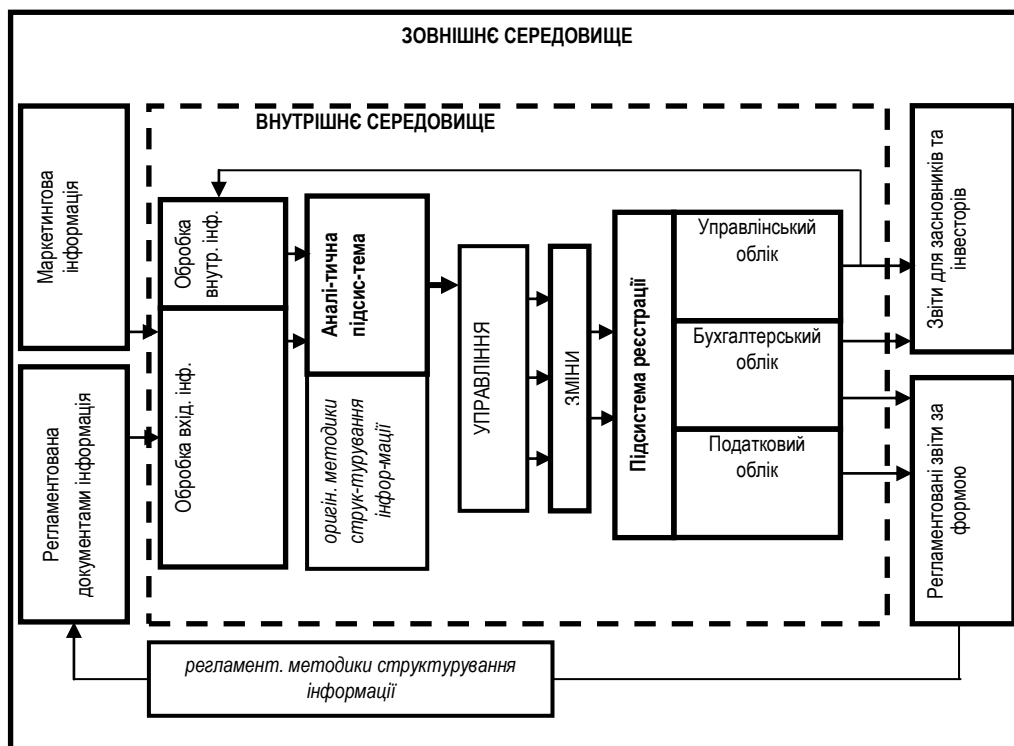 ЗОВНІШНЄ СЕРЕДОВИЩЕ
ВНУТРІШНЄ СЕРЕДОВИЩЕ
Маркетингова
інформація
Регламентована
документами інформація
Обробка
внутр. інф.
Обробка вхід. інф.
Аналі-тична
підсис-тема
оригін. методики
струк-турування
інфор-мації
УПРАВЛІННЯ
ЗМІНИ
Підсистема реєстрації
Управлінський
облік
Бухгалтерський
облік
Податковий
облік
Звіти для засновників та
інвесторів
Регламентовані звіти за
формою
регламент. методики структурування
інформації